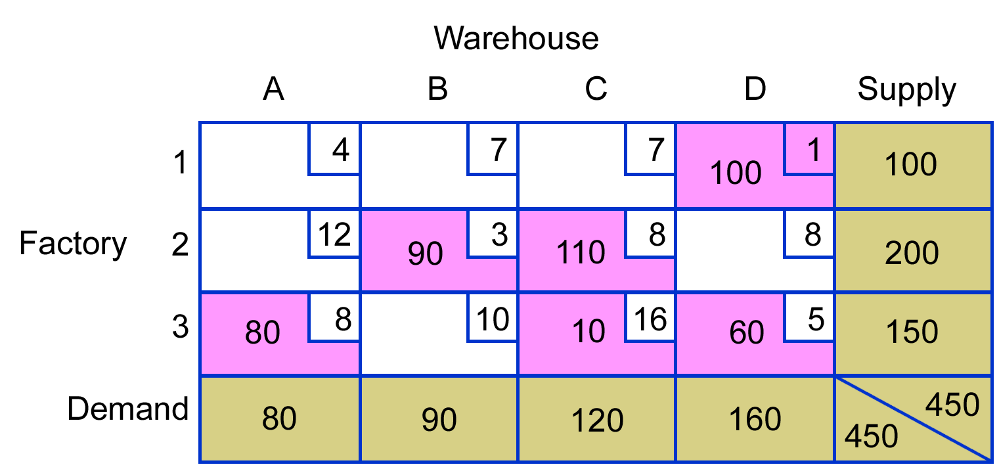 Warehouse
A B C D Supply
1 4 7 7 100 1 100
Factory 2 12 90 3 110 8 8 200
3 80 8 10 10 16 60 5 150
Demand 80 90 120 160 450 450